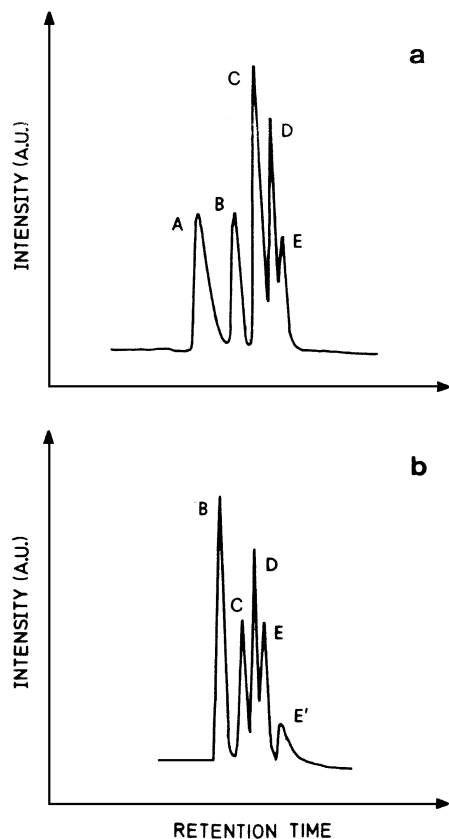 a
INTENSITY (A.U.)
A
B
C
D
E
b
INTENSITY (A.U.)
B
C
D
E
E'
RETENTION TIME